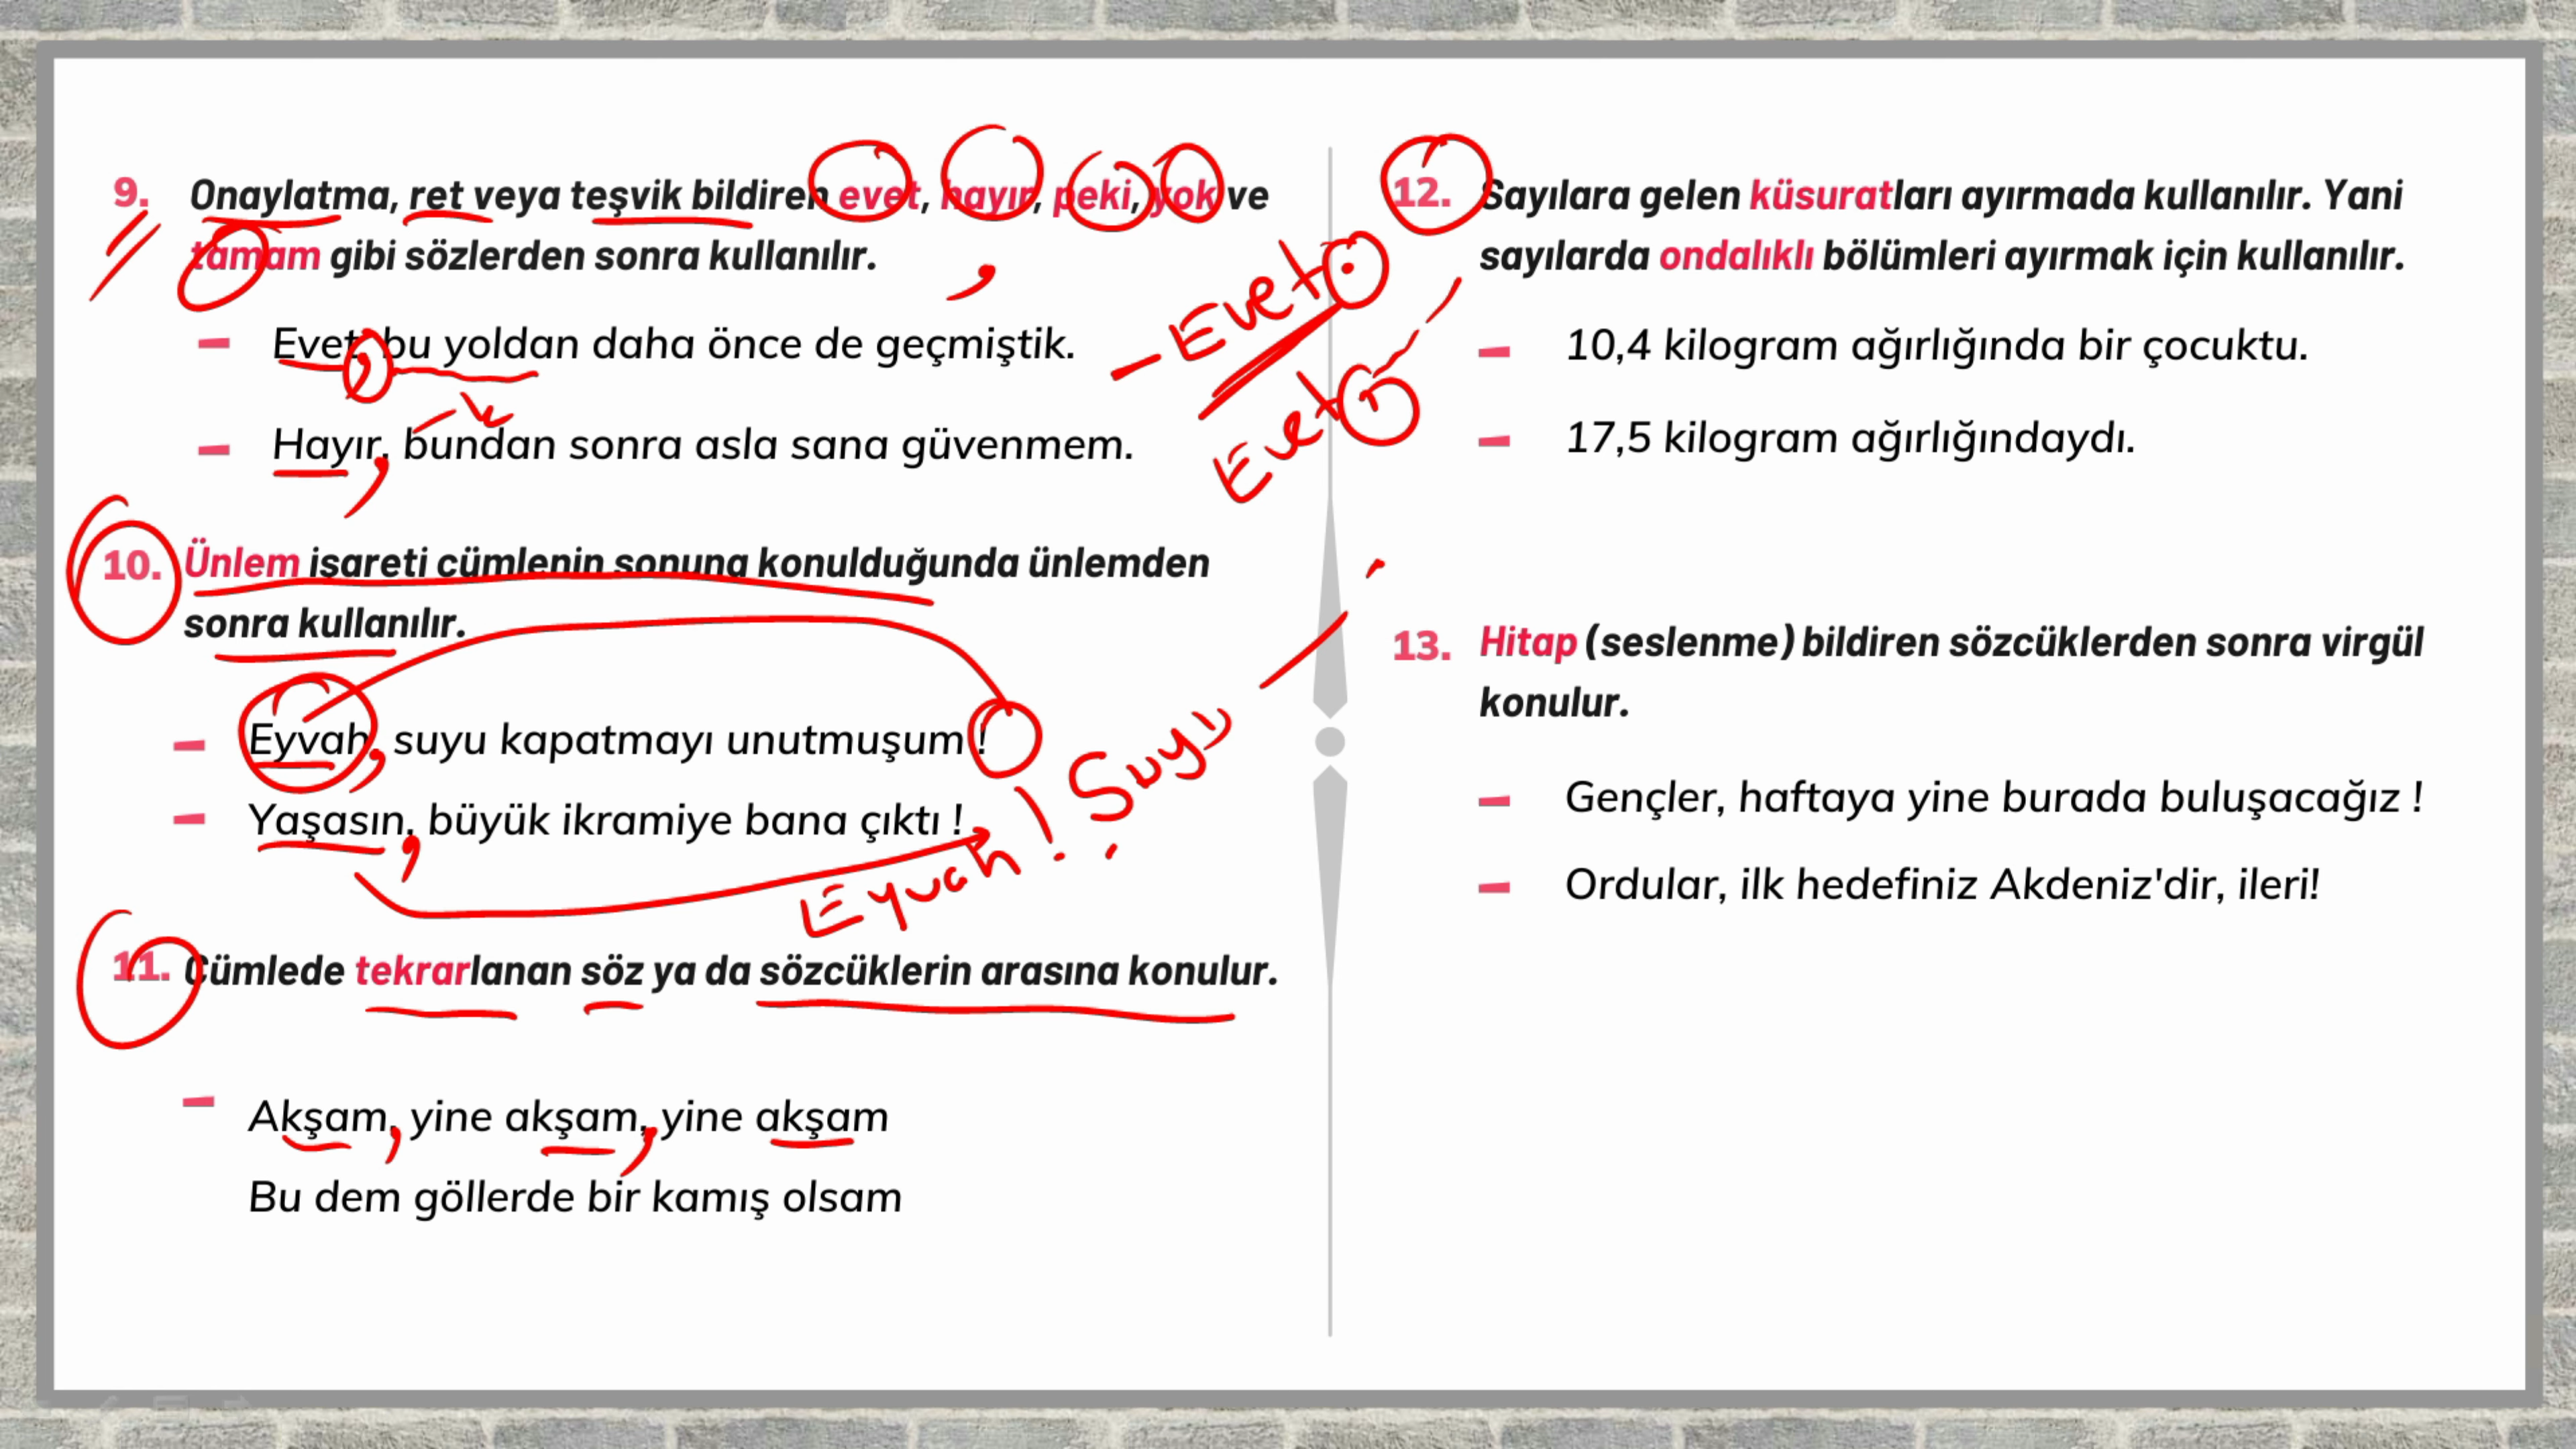 9. Onaylatma, ret veya teşvik bildiren evet, hayır, peki, yok ve
tamam gibi sözlerden sonra kullanılır.
- Evet, bu yoldan daha önce de geçmiştik.
- Hayır, bundan sonra asla sana güvenmem.
- Evet.
Evet,
10. Ünlem işareti cümlenin sonuna konulduğunda ünlemden
sonra kullanılır.
- Eyvah, suyu kapatmayı unutmuşum !
- Yaşasın, büyük ikramiye bana çıktı !
Eyvah! Suyu
11. Cümlede tekrarlanan söz ya da sözcüklerin arasına konulur.
- Akşam, yine akşam, yine akşam
Bu dem göllerde bir kamış olsam
12. Sayılara gelen küsuratları ayırmada kullanılır. Yani
sayılarda ondalıklı bölümleri ayırmak için kullanılır.
- 10,4 kilogram ağırlığında bir çocuktu.
- 17,5 kilogram ağırlığındaydı.
13. Hitap (seslenme) bildiren sözcüklerden sonra virgül
konulur.
- Gençler, haftaya yine burada buluşacağız !
- Ordular, ilk hedefiniz Akdeniz'dir, ileri!